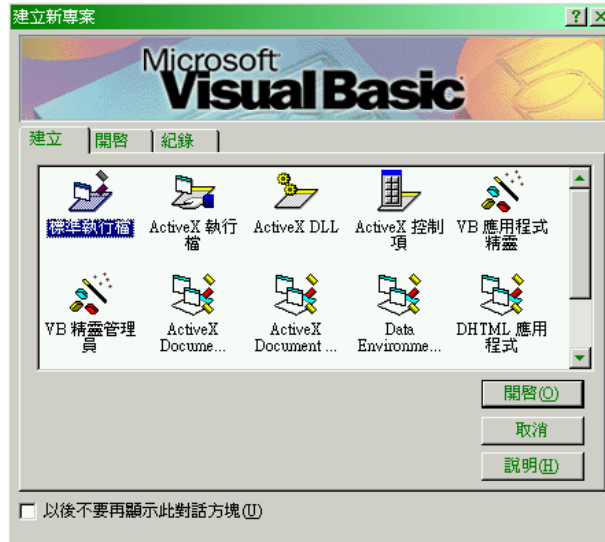 建立新專案
Microsoft
Visual Basic
建立
開啓
紀錄
標準執行檔
ActiveX 執行
檔
ActiveX DLL
ActiveX 控制
項
VB 應用程式
精靈
VB 精靈管理
員
ActiveX
Docume...
ActiveX
Document ...
Data
Environme...
DHTML 應用
程式
開啓(O)
取消
說明(H)
以後不要再顯示此對話方塊(U)